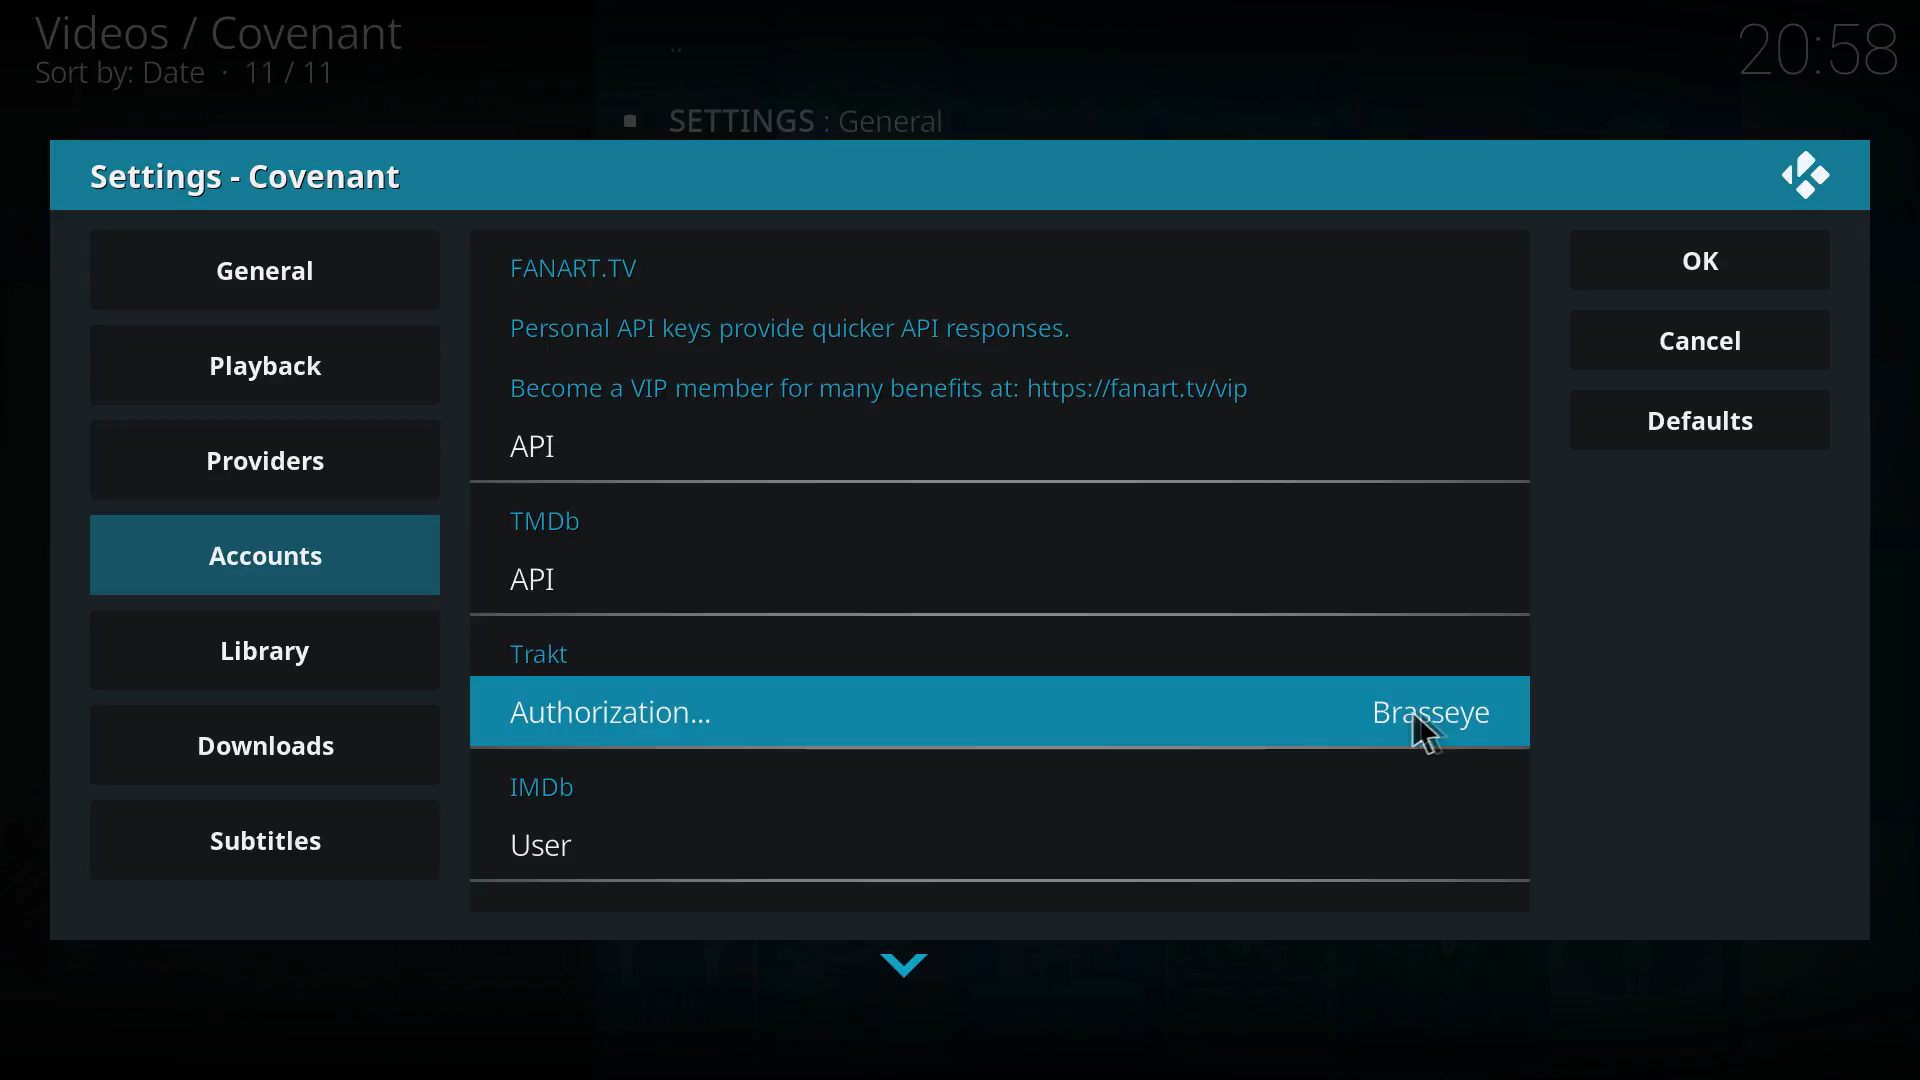 Videos / Covenant
Sort by: Date · 11 / 11
20:58
..
SETTINGS : General
Settings - Covenant
General
Playback
Providers
Accounts
Library
Downloads
Subtitles
FANART.TV
Personal API keys provide quicker API responses.
Become a VIP member for many benefits at: https://fanart.tv/vip
API
TMDb
API
Trakt
Authorization... Brasseye
IMDb
User
OK
Cancel
Defaults